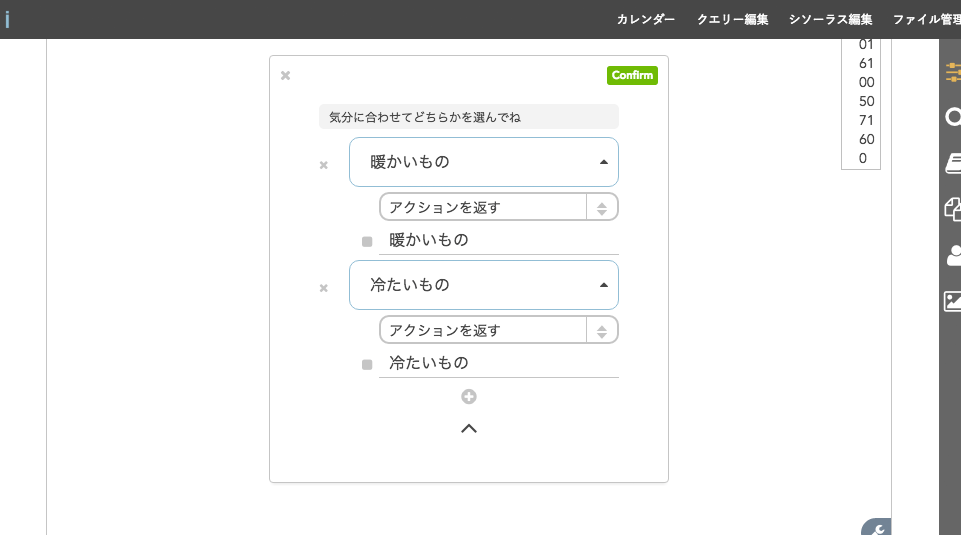 i
カレンダー クエリー編集 シソーラス編集 ファイル管理
01
61
00
50
71
60
0
Confirm
気分に合わせてどちらかを選んでね
暖かいもの
アクションを返す
暖かいもの
冷たいもの
アクションを返す
冷たいもの